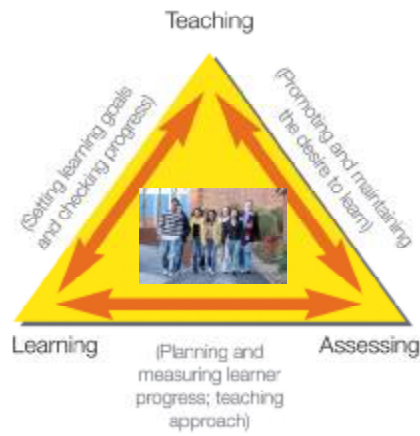 Teaching
(Setting learning goals
and checking progress)
(Promoting and maintaining
the desire to learn)
Learning
Assessing
(Planning and
measuring learner
progress; teaching
approach)